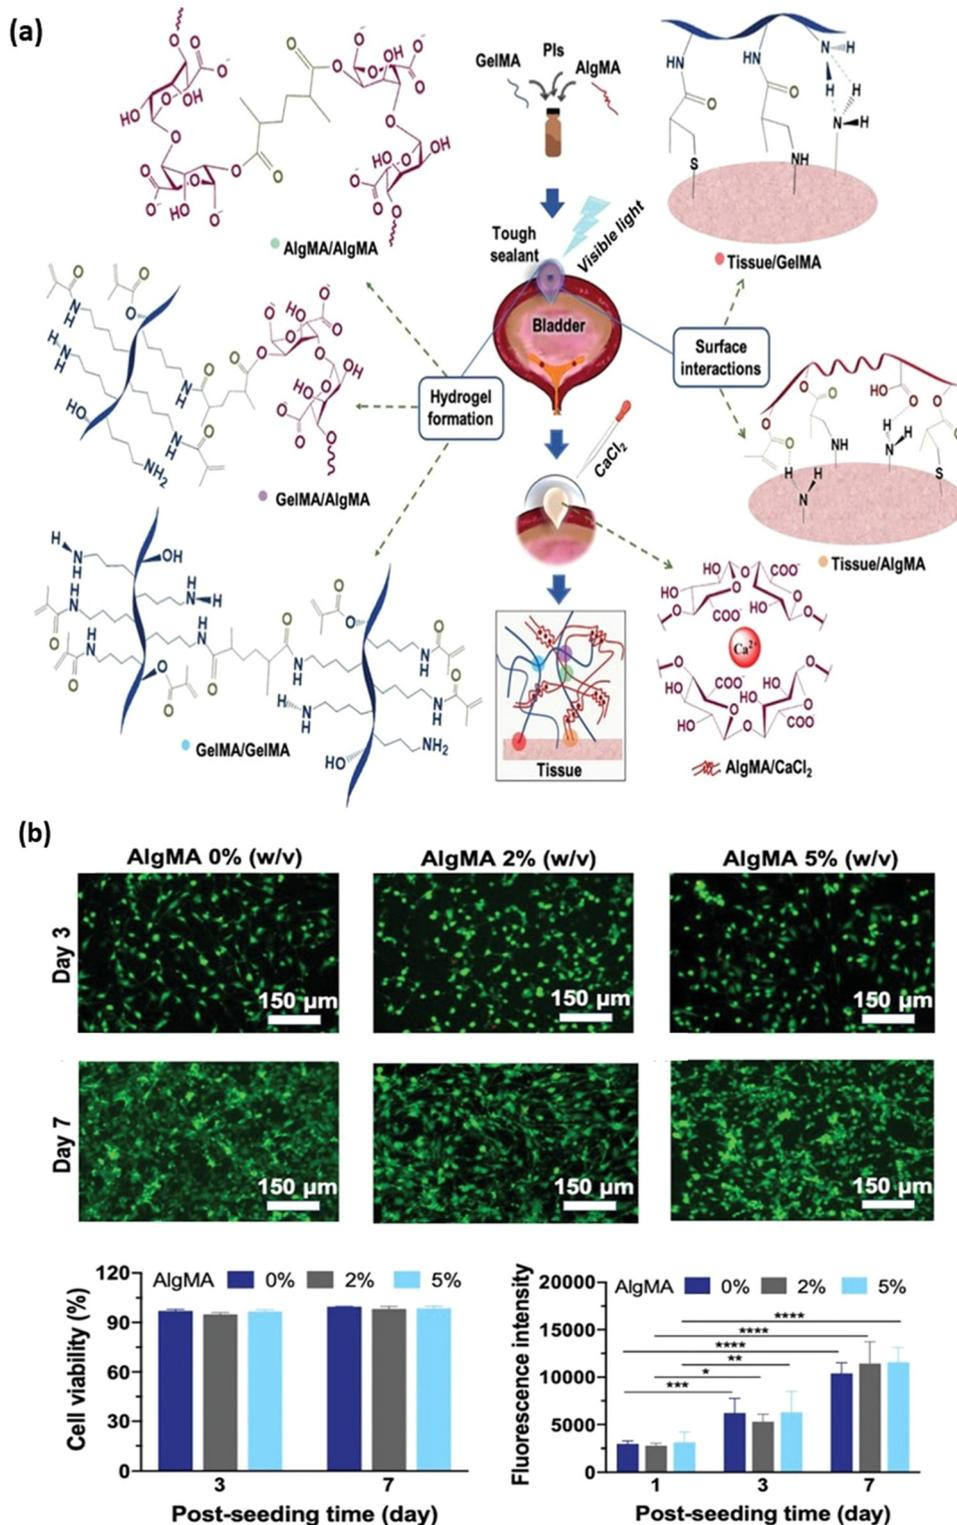 (a)
GelMA
PIs
AlgMA
Tough
sealant
Visible light
Bladder
AlgMA/AlgMA
Tissue/GelMA
Hydrogel
formation
Surface
interactions
GelMA/AlgMA
CaCl2
Tissue/AlgMA
GelMA/GelMA
Ca2+
Tissue
AlgMA/CaCl2
(b)
AlgMA 0% (w/v)
AlgMA 2% (w/v)
AlgMA 5% (w/v)
Day 3
150 µm
150 µm
150 µm
Day 7
150 µm
150 µm
150 µm
AlgMA 0% 2% 5%
Cell viability (%)
120
90
60
30
0
3
7
Post-seeding time (day)
AlgMA 0% 2% 5%
Fluorescence intensity
20000
15000
10000
5000
0
****
****
****
**
*
***
1
3
7
Post-seeding time (day)